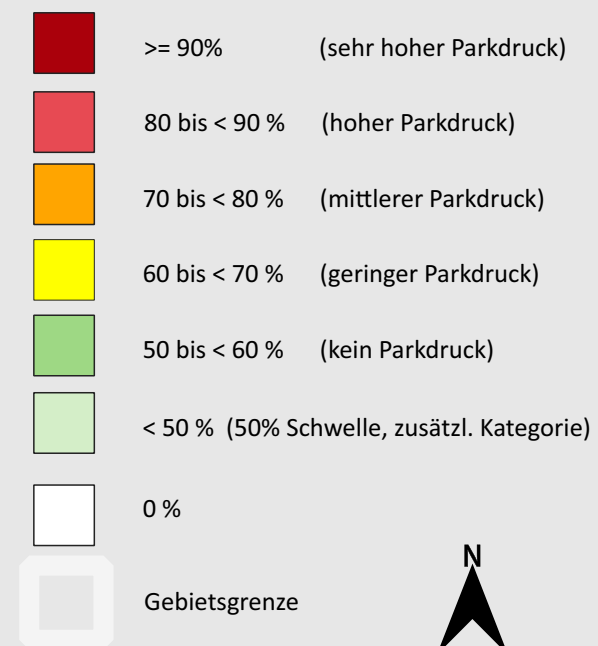 >= 90% (sehr hoher Parkdruck)
80 bis < 90 % (hoher Parkdruck)
70 bis < 80 % (mittlerer Parkdruck)
60 bis < 70 % (geringer Parkdruck)
50 bis < 60 % (kein Parkdruck)
< 50 % (50% Schwelle, zusätzl. Kategorie)
0 %
N
Gebietsgrenze